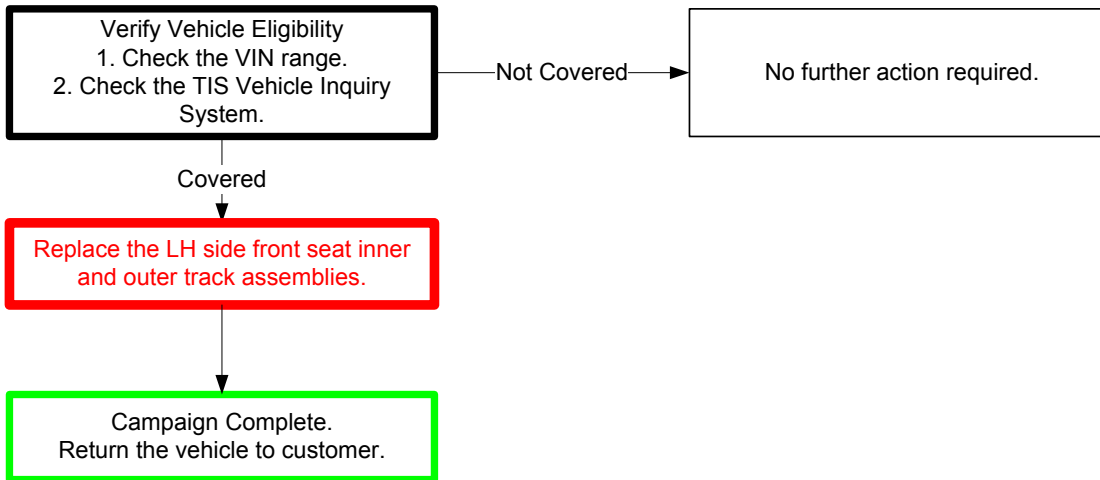 Verify Vehicle Eligibility
1. Check the VIN range.
2. Check the TIS Vehicle Inquiry
System.
Not Covered
No further action required.
Covered
Replace the LH side front seat inner
and outer track assemblies.
Campaign Complete.
Return the vehicle to customer.